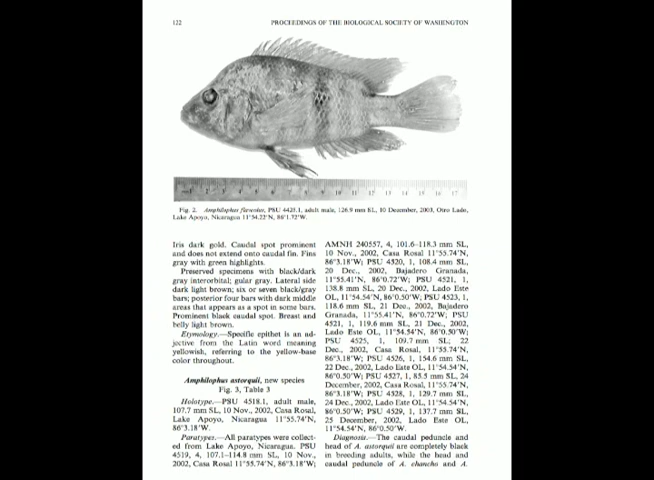 122
PROCEEDINGS OF THE BIOLOGICAL SOCIETY OF WASHINGTON
1 2 3 4 5 6 7 8 9 10 11 12 13 14 15 16 17
Fig. 2. Amphilophus flaveolus, PSU 4423.1, adult male, 126.9 mm SL, 10 December, 2003, Otro Lado,
Lake Apoyo, Nicaragua 11°54.22'N, 86°1.72'W.
Iris dark gold. Caudal spot prominent
and does not extend onto caudal fin. Fins
gray with green highlights.
Preserved specimens with black/dark
gray interorbital; gular gray. Lateral side
dark light brown; six or seven black/gray
bars; posterior four bars with dark middle
areas that appears as a spot in some bars.
Prominent black caudal spot. Breast and
belly light brown.
Etymology.—Specific epithet is an ad-
jective from the Latin word meaning
yellowish, referring to the yellow-base
color throughout.
Amphilophus astorquii, new species
Fig. 3, Table 3
Holotype.—PSU 4518.1, adult male,
107.7 mm SL, 10 Nov., 2002, Casa Rosal,
Lake Apoyo, Nicaragua 11°55.74'N,
86°3.18'W.
Paratypes.—All paratypes were collect-
ed from Lake Apoyo, Nicaragua. PSU
4519, 4, 107.1–114.8 mm SL, 10 Nov.,
2002, Casa Rosal 11°55.74'N, 86°3.18'W;
AMNH 240557, 4, 101.6–118.3 mm SL,
10 Nov., 2002, Casa Rosal 11°55.74'N,
86°3.18'W; PSU 4520, 1, 108.4 mm SL,
20 Dec., 2002, Bajadero Granada,
11°55.41'N, 86°0.72'W; PSU 4521, 1,
138.8 mm SL, 20 Dec., 2002, Lado Este
OL, 11°54.54'N, 86°0.50'W; PSU 4523, 1,
118.6 mm SL, 21 Dec., 2002, Bajadero
Granada, 11°55.41'N, 86°0.72'W; PSU
4521, 1, 119.6 mm SL, 21 Dec., 2002,
Lado Este OL, 11°54.54'N, 86°0.50'W;
PSU 4525, 1, 109.7 mm SL; 22
Dec., 2002, Casa Rosal, 11°55.74'N,
86°3.18'W; PSU 4526, 1, 154.6 mm SL,
22 Dec., 2002, Lado Este OL, 11°54.54'N,
86°0.50'W; PSU 4527, 1, 85.5 mm SL, 24
December, 2002, Casa Rosal, 11°55.74'N,
86°3.18'W; PSU 4528, 1, 129.7 mm SL,
24 Dec., 2002, Lado Este OL, 11°54.54'N,
86°0.50'W; PSU 4529, 1, 137.7 mm SL,
25 December, 2002, Lado Este OL,
11°54.54'N, 86°0.50'W.
Diagnosis.—The caudal peduncle and
head of A. astorquii are completely black
in breeding adults, while the head and
caudal peduncle of A. chancho and A.